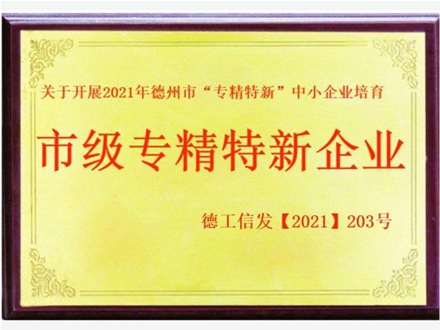 关于开展2021年德州市“专精特新”中小企业培育
市级专精特新企业
德工信发【2021】203号